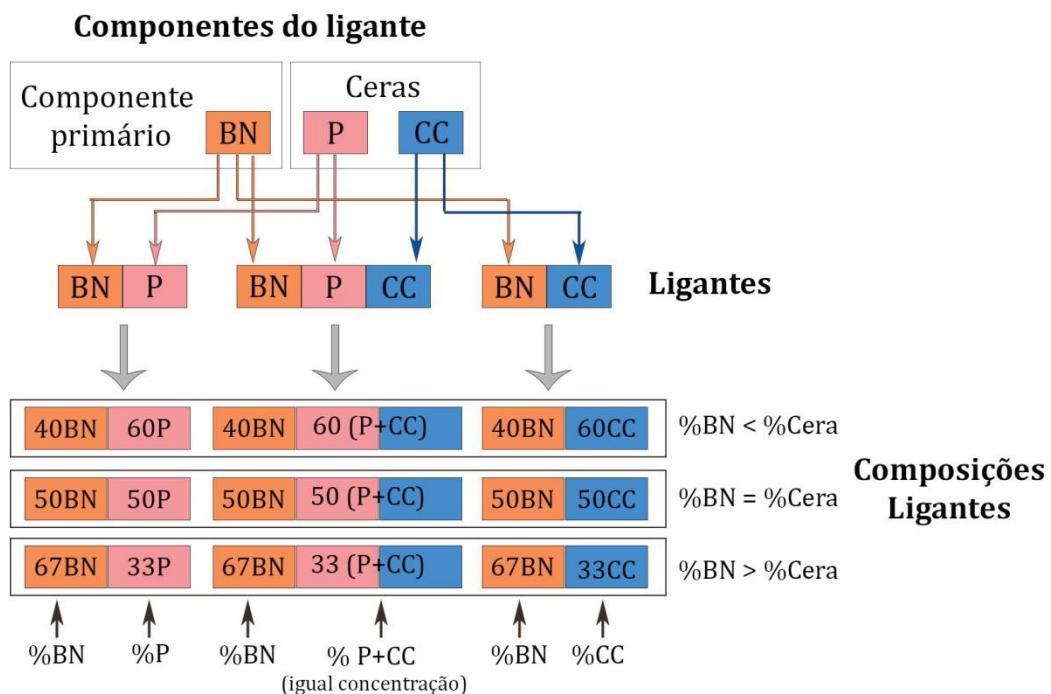 Componentes do ligante
Componente
primário
BN
Ceras
P
CC
BN
P
BN
P
CC
BN
CC
Ligantes
40BN
60P
40BN
60 (P+CC)
40BN
60CC
%BN < %Cera
50BN
50P
50BN
50 (P+CC)
50BN
50CC
%BN = %Cera
Composições
Ligantes
67BN
33P
67BN
33 (P+CC)
67BN
33CC
%BN > %Cera
%BN
%P
%BN
% P+CC
(igual concentração)
%BN
%CC